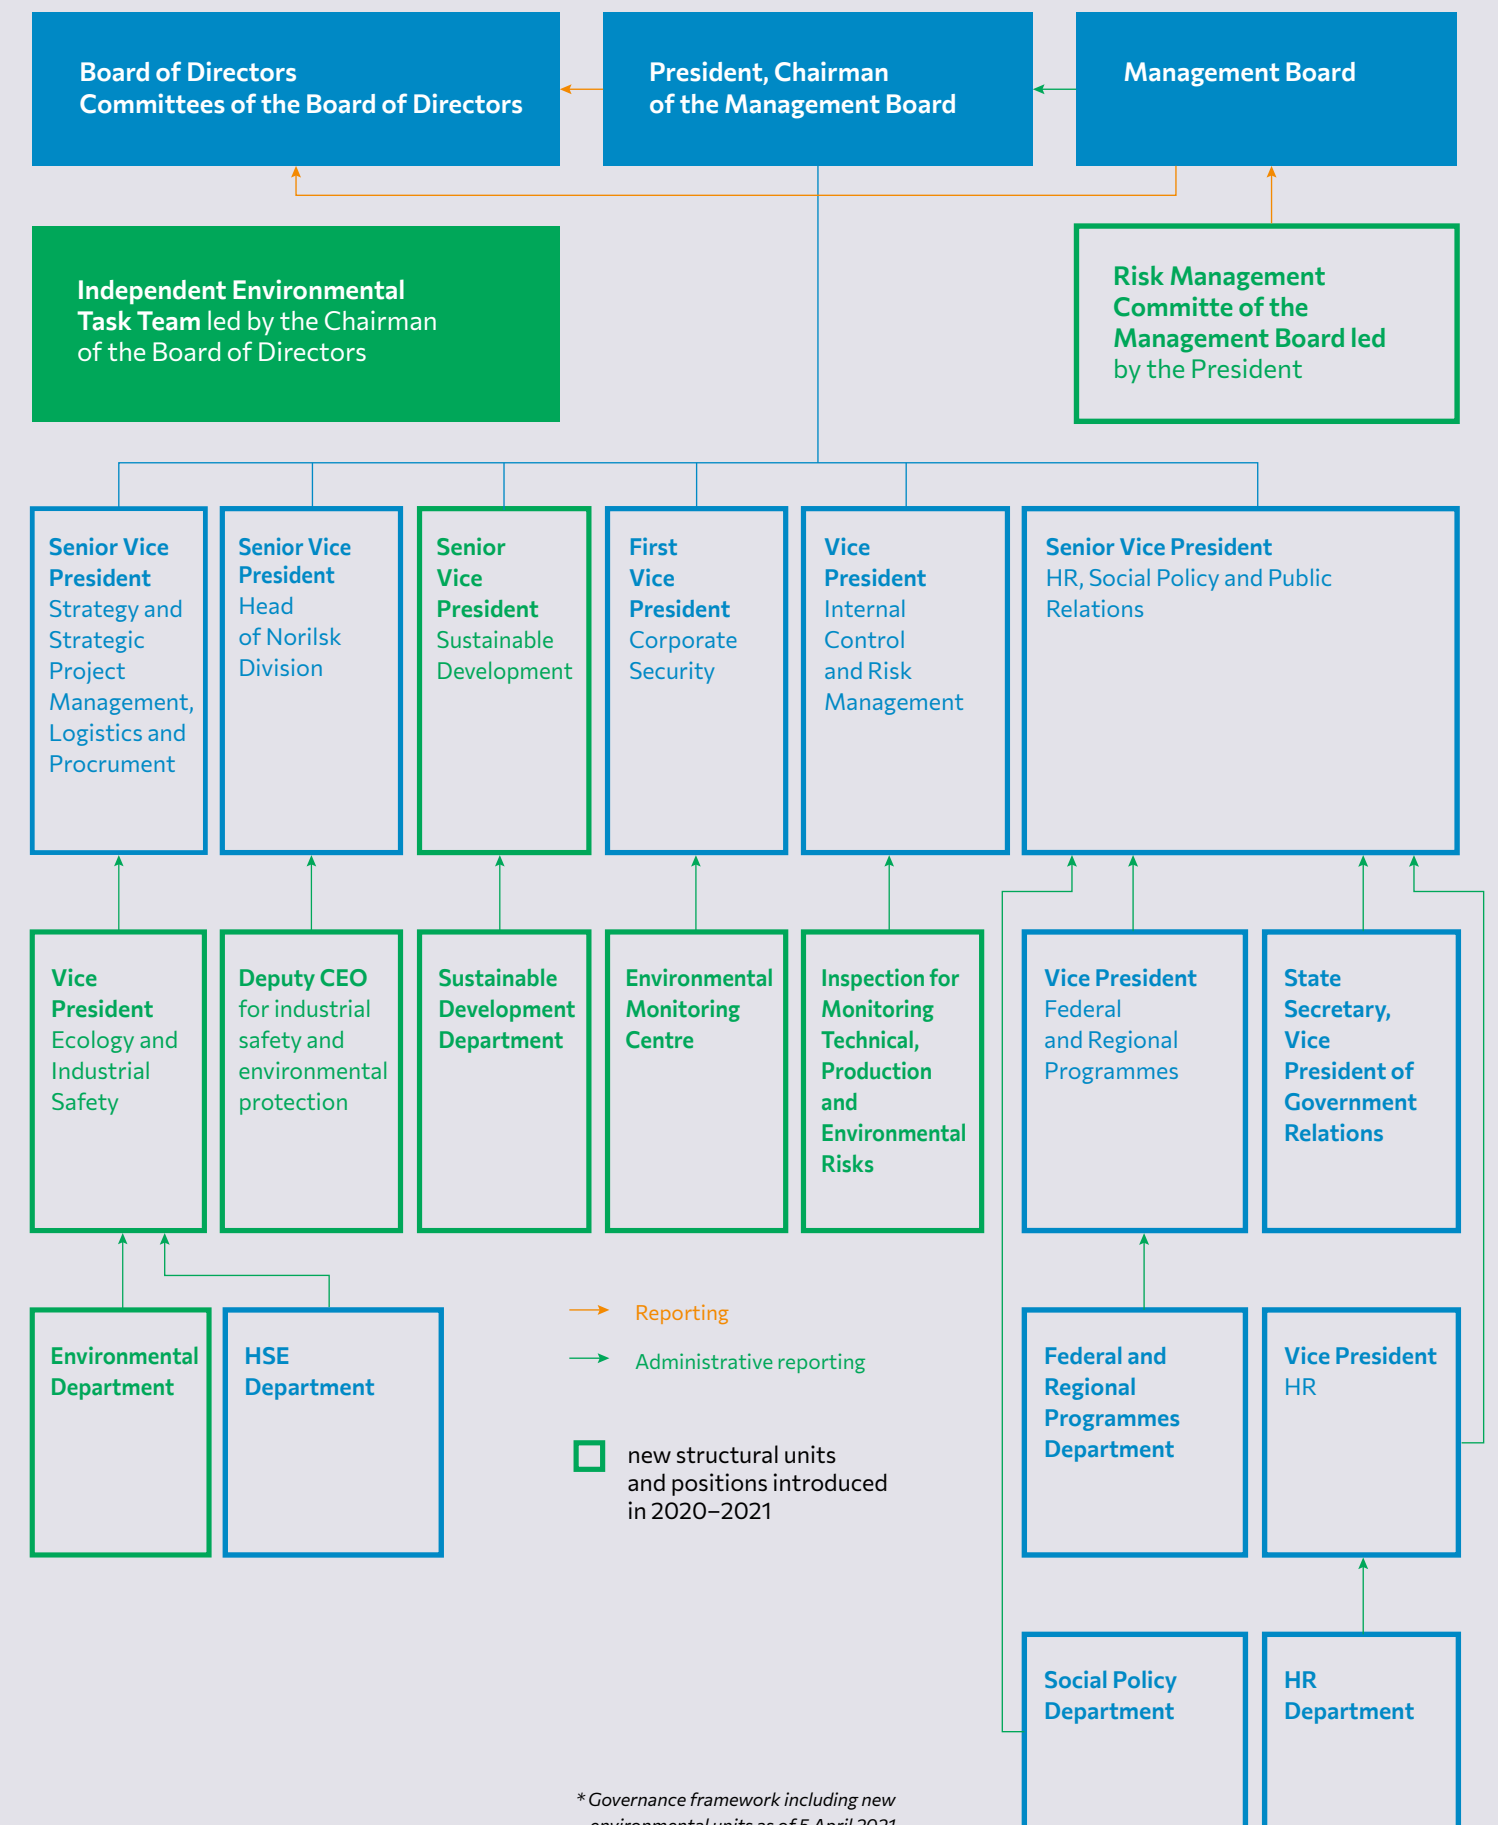 Board of Directors
Committees of the Board of Directors
President, Chairman
of the Management Board
Management Board
Independent Environmental
Task Team led by the Chairman
of the Board of Directors
Risk Management
Committe of the
Management Board led
by the President
Senior Vice
President
Strategy and
Strategic
Project
Management,
Logistics and
Procrument
Senior Vice
President
Head
of Norilsk
Division
Senior
Vice
President
Sustainable
Development
First
Vice
President
Corporate
Security
Vice
President
Internal
Control
and Risk
Management
Senior Vice President
HR, Social Policy and Public
Relations
Vice
President
Ecology and
Industrial
Safety
Deputy CEO
for industrial
safety and
environmental
protection
Sustainable
Development
Department
Environmental
Monitoring
Centre
Inspection for
Monitoring
Technical,
Production
and
Environmental
Risks
Vice President
Federal
and Regional
Programmes
State
Secretary,
Vice
President of
Government
Relations
Environmental
Department
HSE
Department
Reporting
Administrative reporting
new structural units
and positions introduced
in 2020–2021
Federal and
Regional
Programmes
Department
Vice President
HR
Social Policy
Department
HR
Department
* Governance framework including new
environmental units as of 5 April 2021